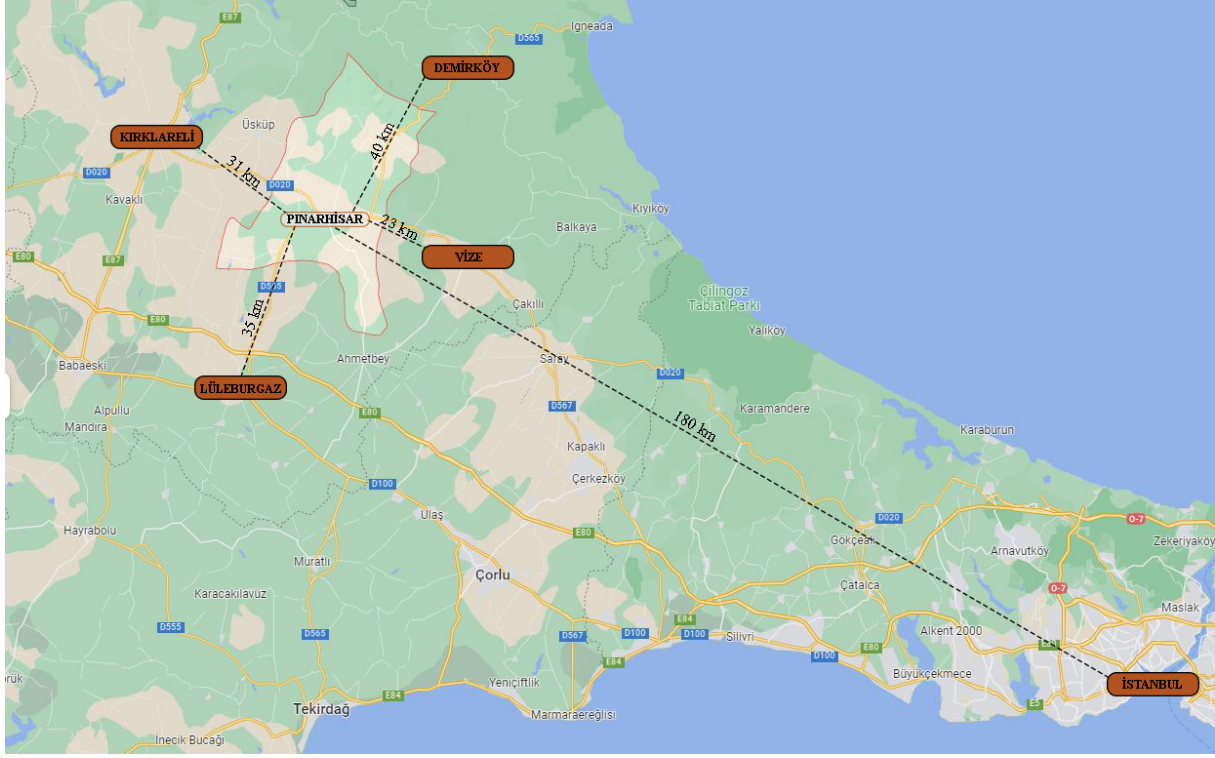 E87
Igneada
D565
DEMİRKÖY
Üsküp
KIRKLARELİ
40 km
31 km
D020
D020
Kavaklı
PINARHİSAR
23 km
Kıyıköy
Balkaya
E80
E87
VİZE
D565
Çilingoz
Tabiat Parkı
Çakıllı
35 km
E80
Yalıköy
Ahmetbey
Saray
Babaeski
D020
LÜLEBURGAZ
Alpullu
E80
D567
Karamandere
Mandıra
180 km
Karaburun
Kapaklı
Çerkezköy
D100
Ulaş
D020
O-7
Hayrabolu
E80
Gökçeali
Zekeriyaköy
Arnavutköy
Muratlı
Çorlu
Çatalca
O-7
Karacakılavuz
Maslak
E84
D555
D565
D567
D100
D100
Silivri
Alkent 2000
E80
D100
E84
Büyükçekmece
Yeniçiftlik
İSTANBUL
E84
E5
Tekirdağ
Marmaraereğlisi
İnecik Bucağı